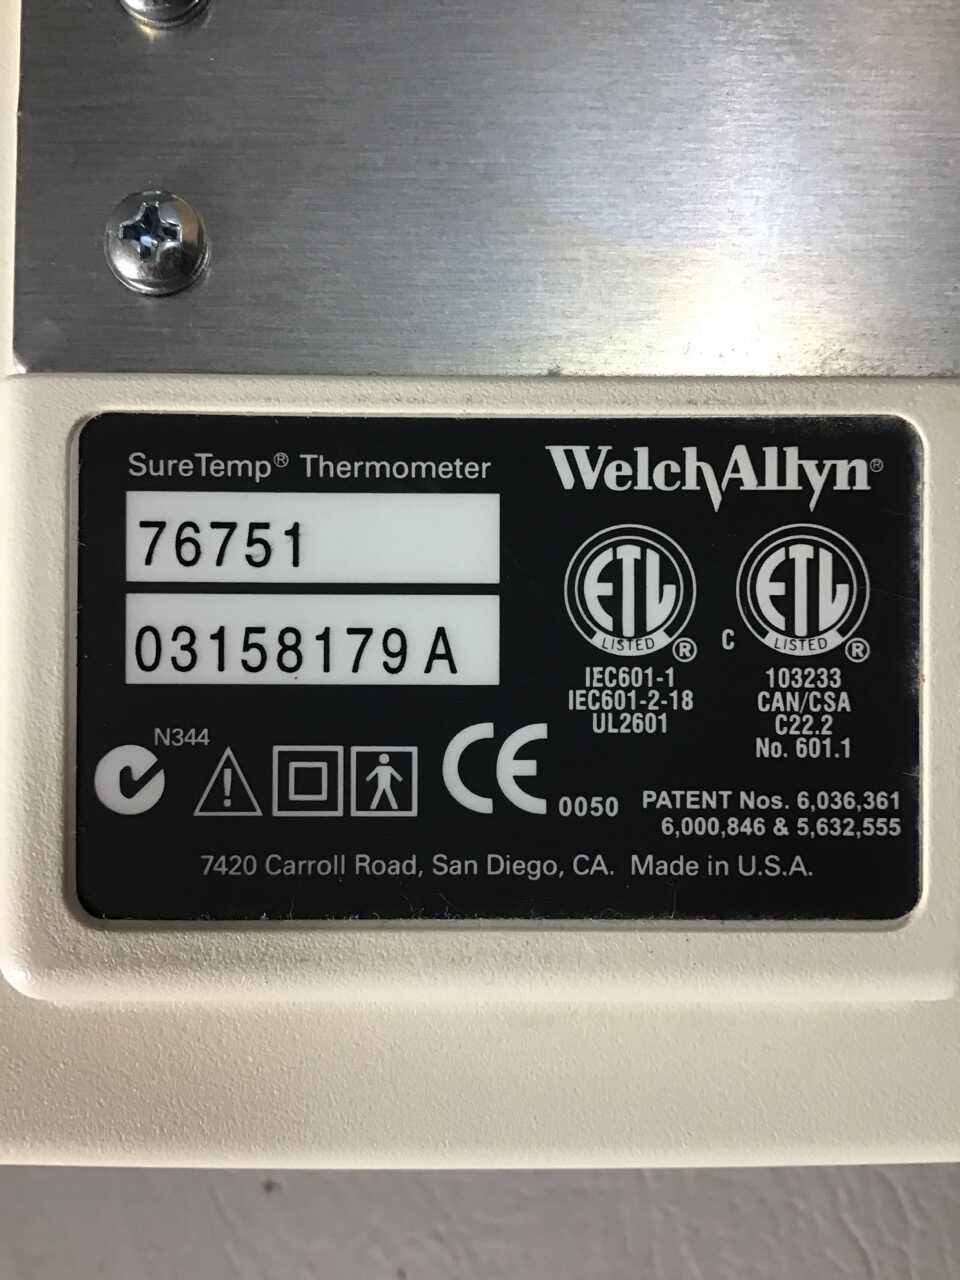 SureTemp® Thermometer
WelchAllyn®
76751
03158179 A
ETL
LISTED
®
IEC601-1
IEC601-2-18
UL2601
C
ETL
LISTED
®
103233
CAN/CSA
C22.2
No. 601.1
N344
CE 0050
PATENT Nos. 6,036,361
6,000,846 & 5,632,555
7420 Carroll Road, San Diego, CA. Made in U.S.A.